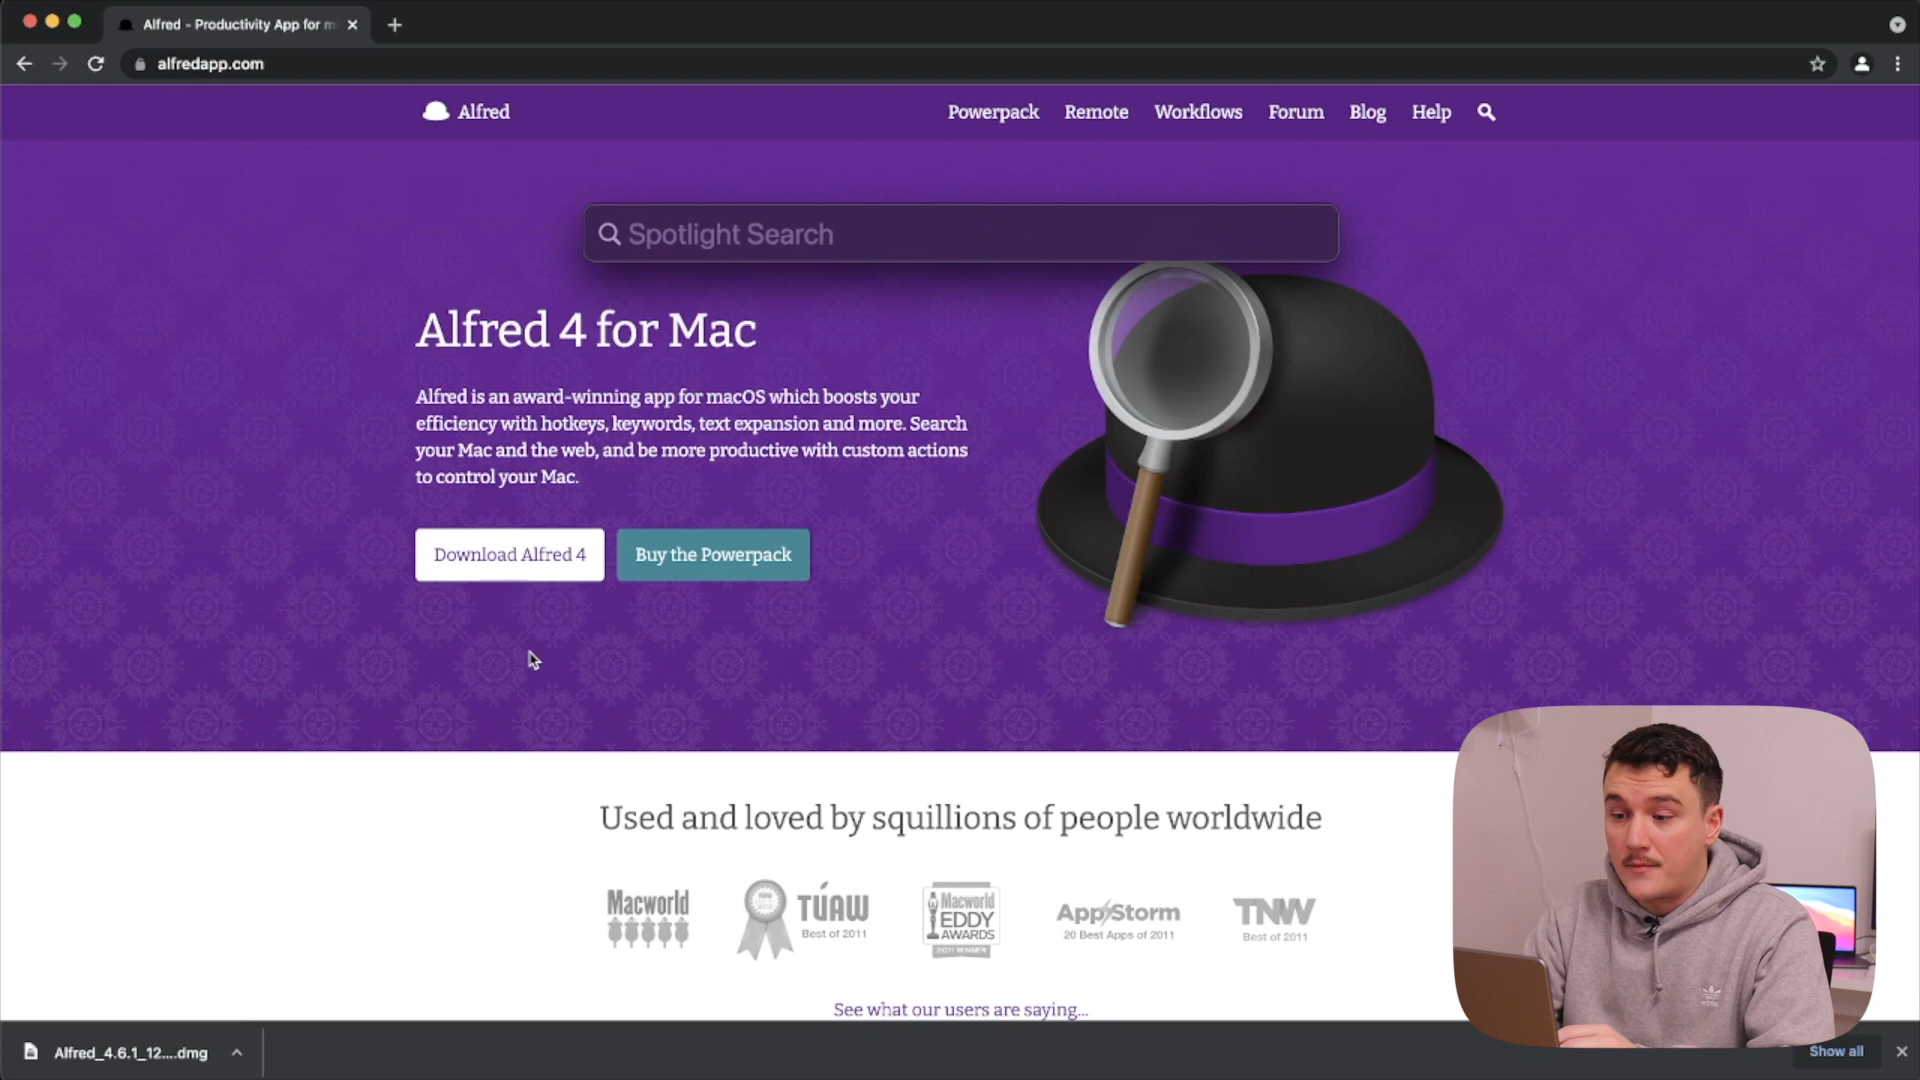 Alfred - Productivity App for m
alfredapp.com
Alfred
Powerpack Remote Workflows Forum Blog Help
Spotlight Search
Alfred 4 for Mac
Alfred is an award-winning app for macOS which boosts your
efficiency with hotkeys, keywords, text expansion and more. Search
your Mac and the web, and be more productive with custom actions
to control your Mac.
Download Alfred 4
Buy the Powerpack
Used and loved by squillions of people worldwide
Macworld
TUAW
Best of 2011
Macworld
EDDY
AWARDS
2011 WINNER
AppStorm
20 Best Apps of 2011
TNW
Best of 2011
See what our users are saying...
Alfred_4.6.1_12....dmg
Show all